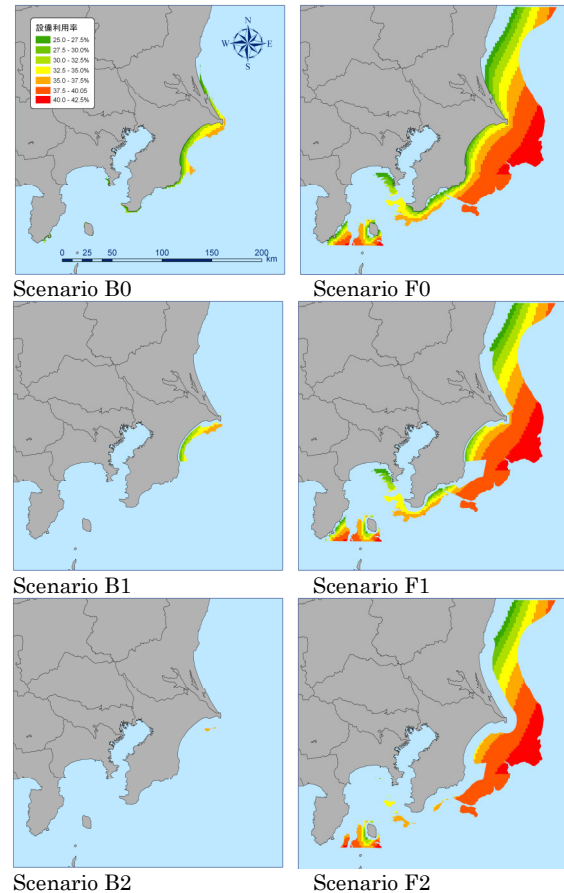 設備利用率
25.0 - 27.5%
27.5 - 30.0%
30.0 - 32.5%
32.5 - 35.0%
35.0 - 37.5%
37.5 - 40.05
40.0 - 42.5%
N
W E
S
0 25 50 100 150 200
km
Scenario B0 Scenario F0
Scenario B1 Scenario F1
Scenario B2 Scenario F2